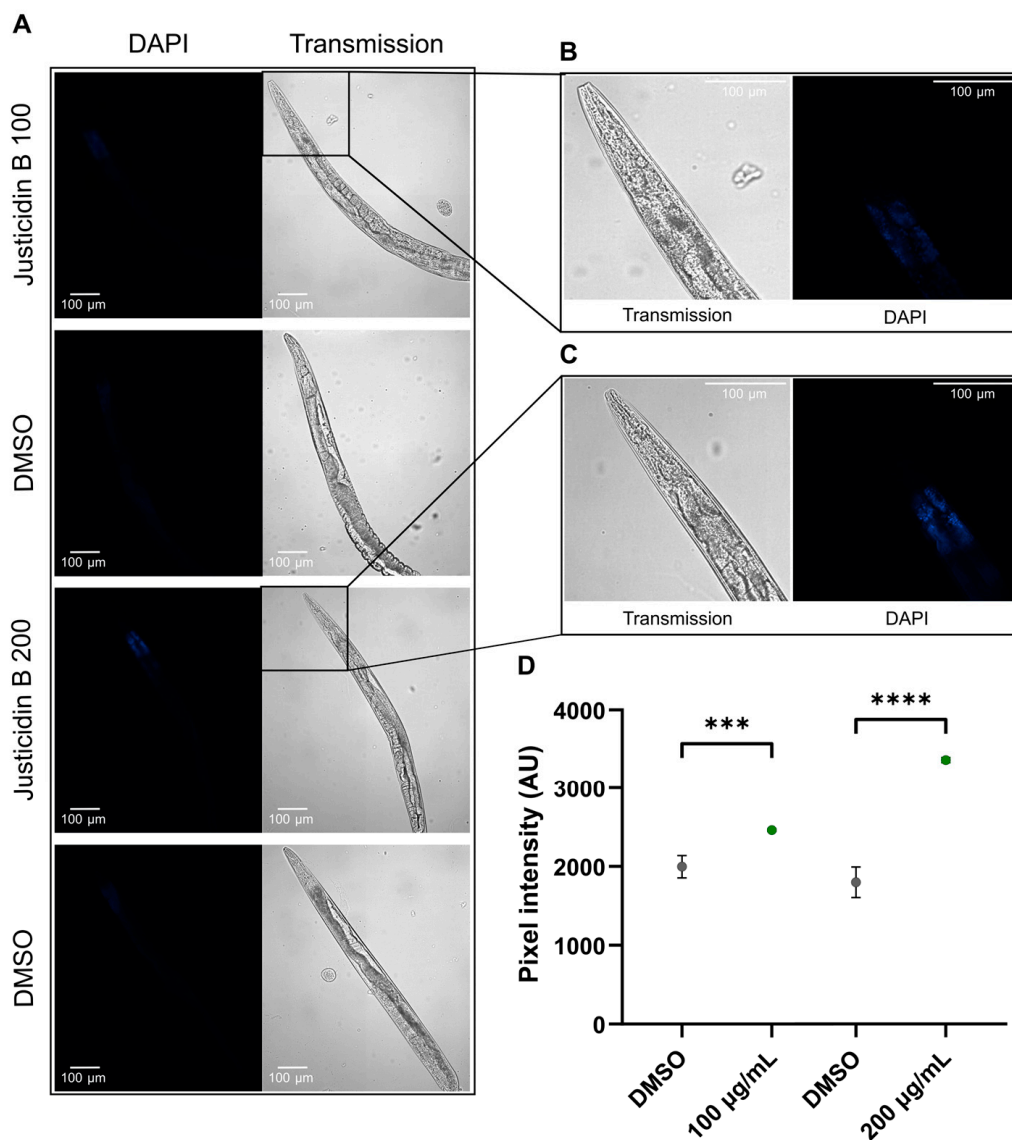 A
DAPI
Transmission
Justicidin B 100
100 µm
100 µm
DMSO
100 µm
100 µm
Justicidin B 200
100 µm
100 µm
DMSO
100 µm
100 µm
B
100 µm
100 µm
Transmission
DAPI
C
100 µm
100 µm
Transmission
DAPI
D
Pixel intensity (AU)
4000
3000
2000
1000
0
***
****
DMSO
100 µg/mL
DMSO
200 µg/mL